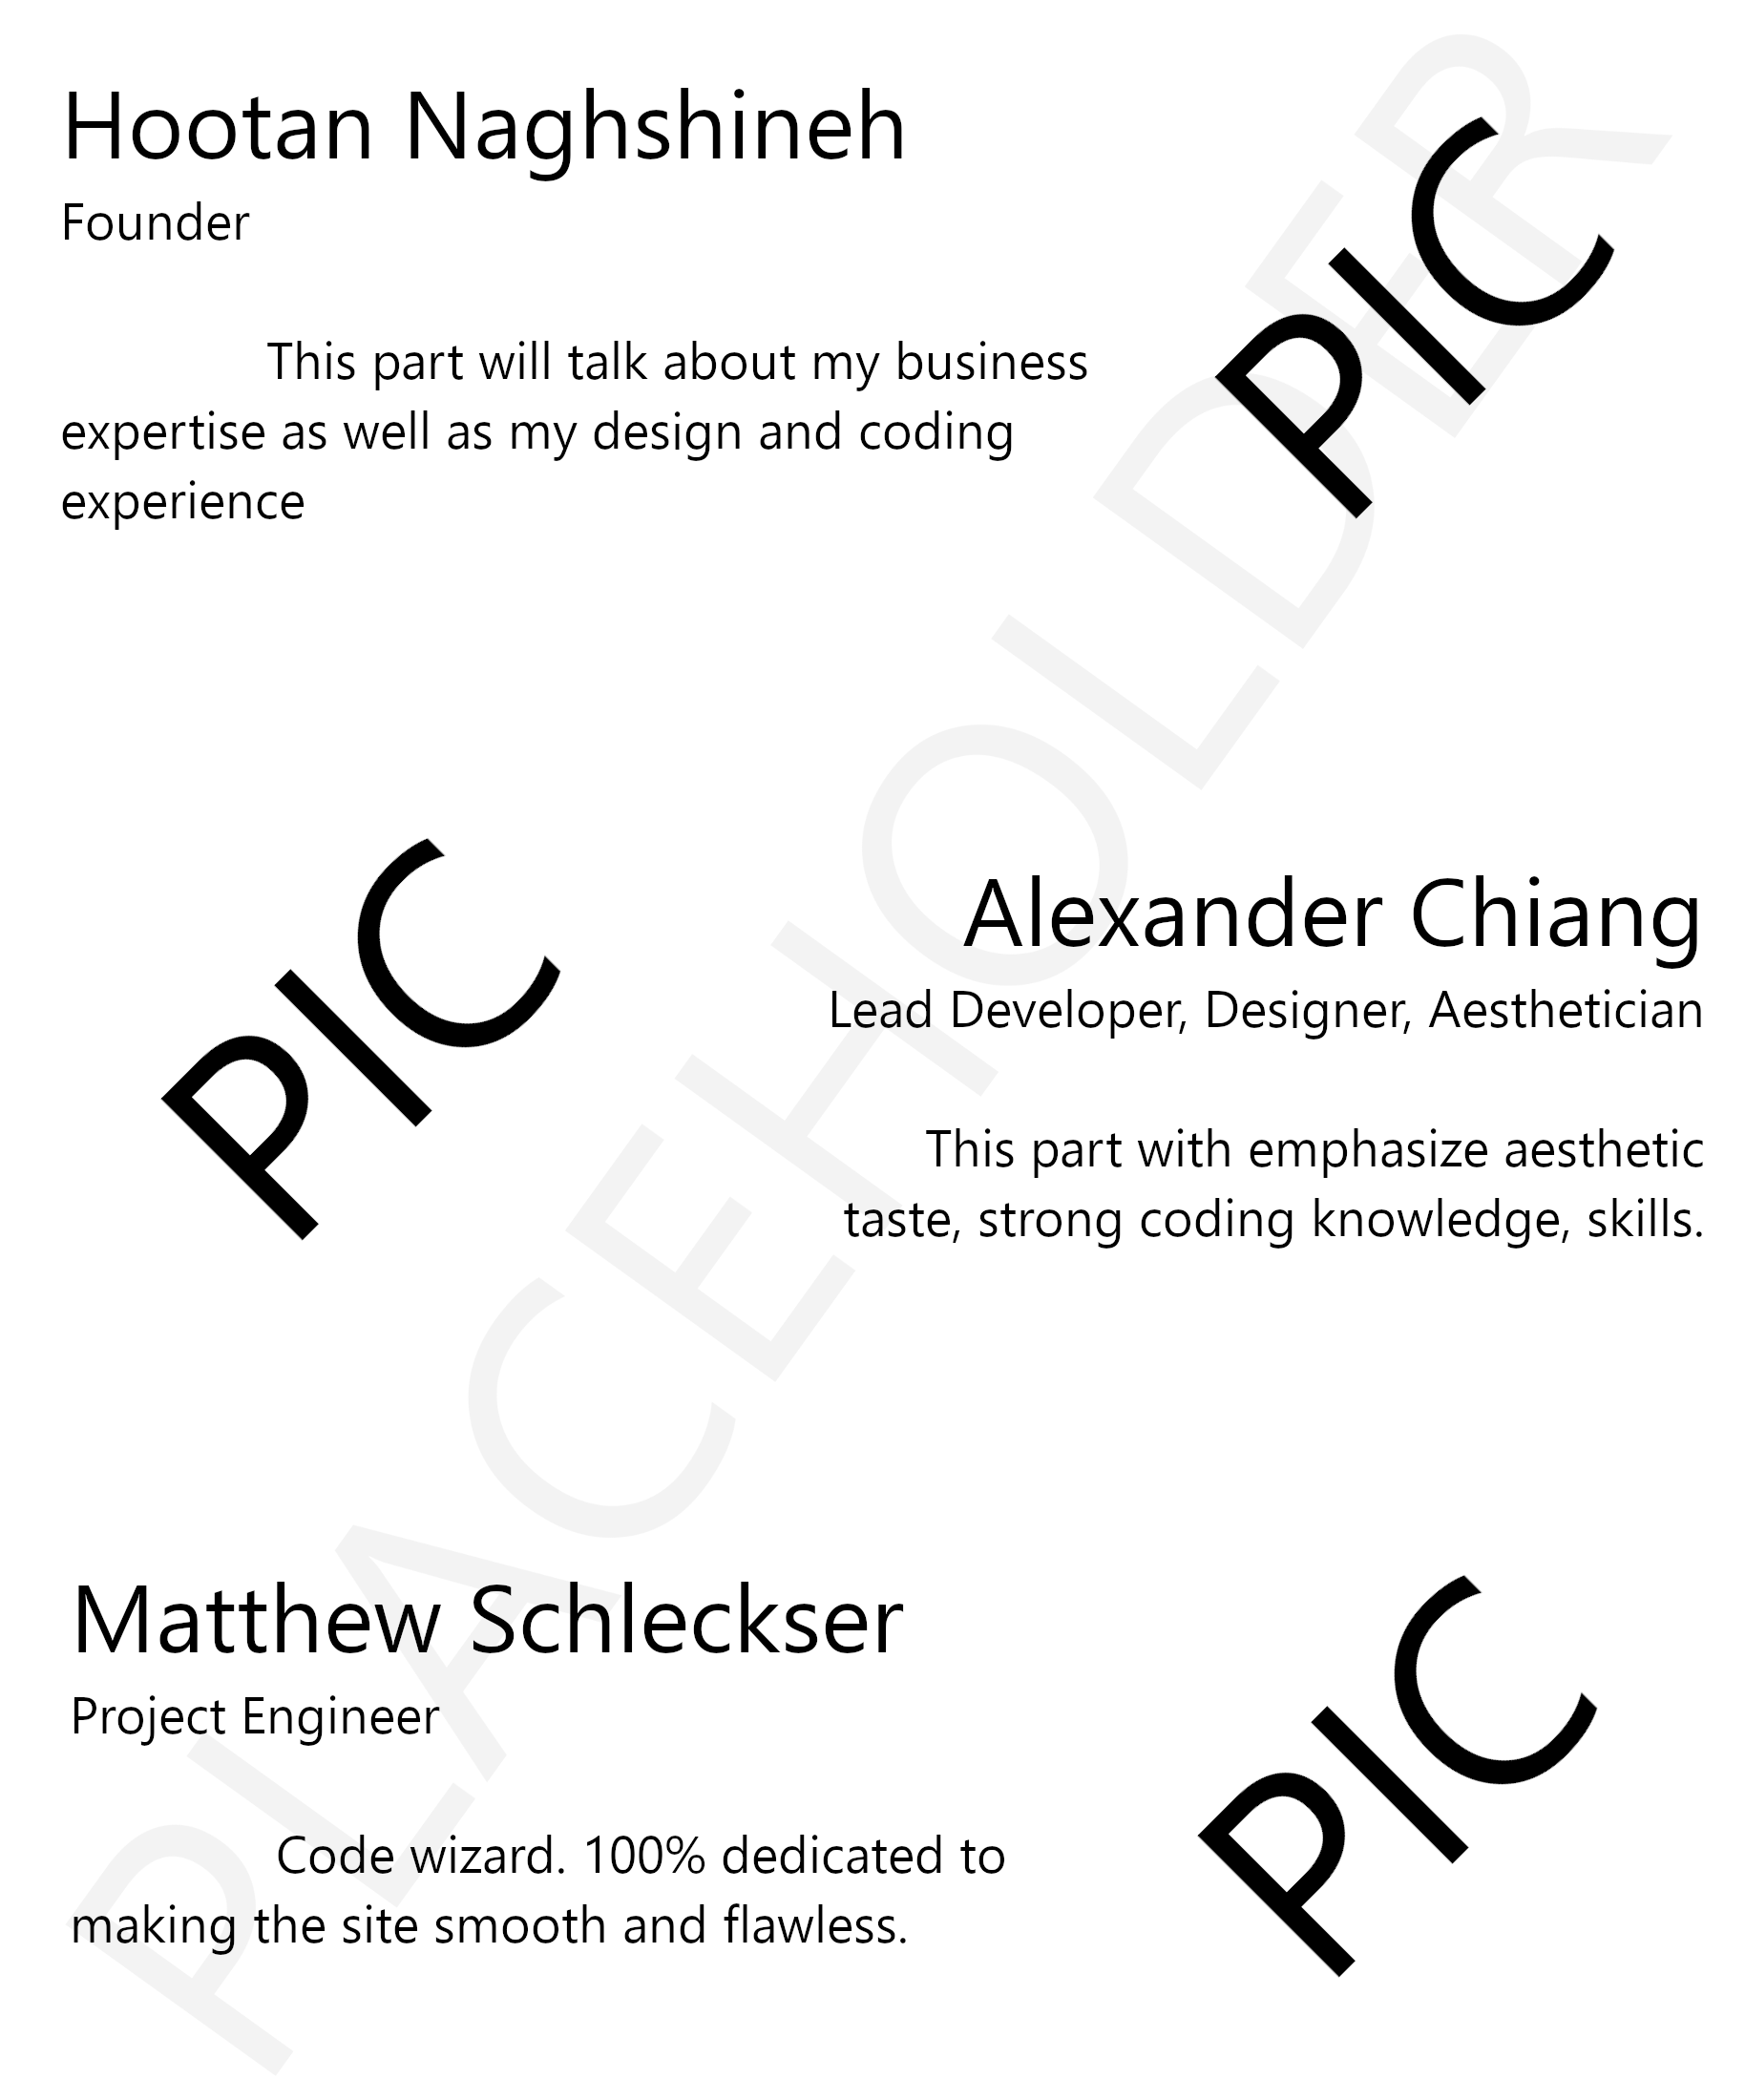 Hootan Naghshineh
Founder
This part will talk about my business
expertise as well as my design and coding
experience
PIC
PIC
Alexander Chiang
Lead Developer, Designer, Aesthetician
This part with emphasize aesthetic
taste, strong coding knowledge, skills.
Matthew Schleckser
Project Engineer
Code wizard. 100% dedicated to
making the site smooth and flawless.
PIC
PLACEHOLDER